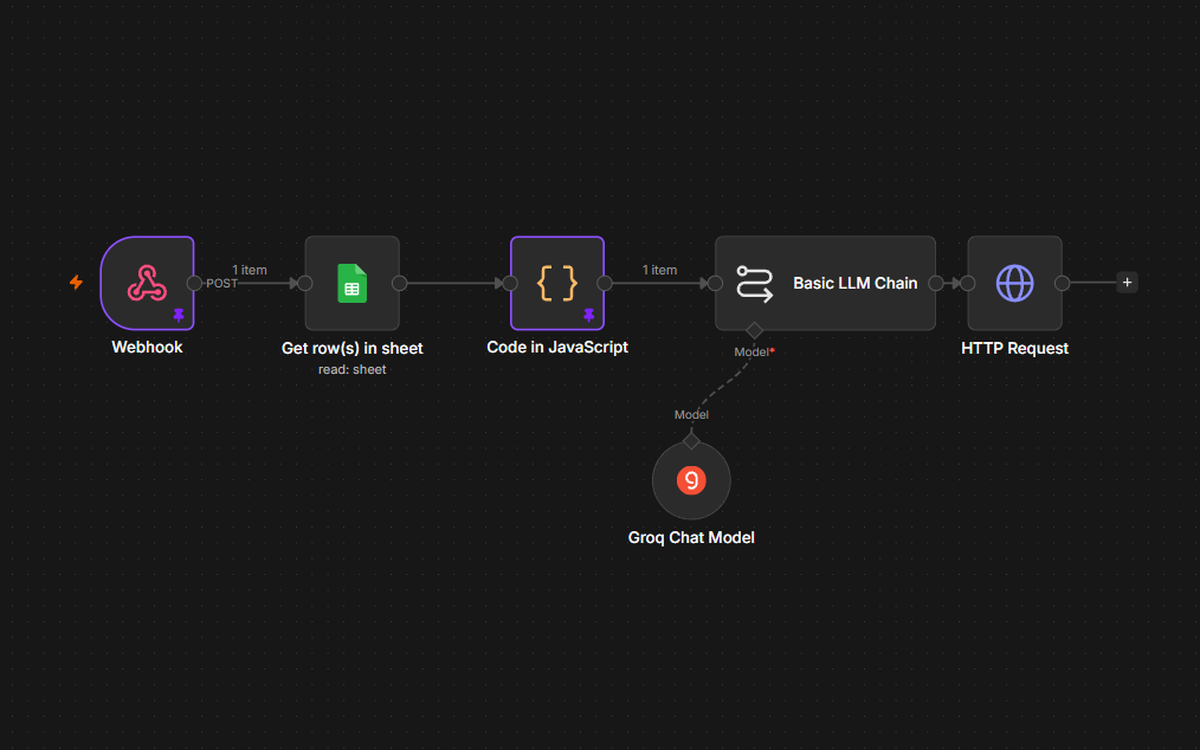 1 item
POST
1 item
Basic LLM Chain
Webhook
Get row(s) in sheet
read: sheet
Code in JavaScript
Model*
HTTP Request
Model
Groq Chat Model